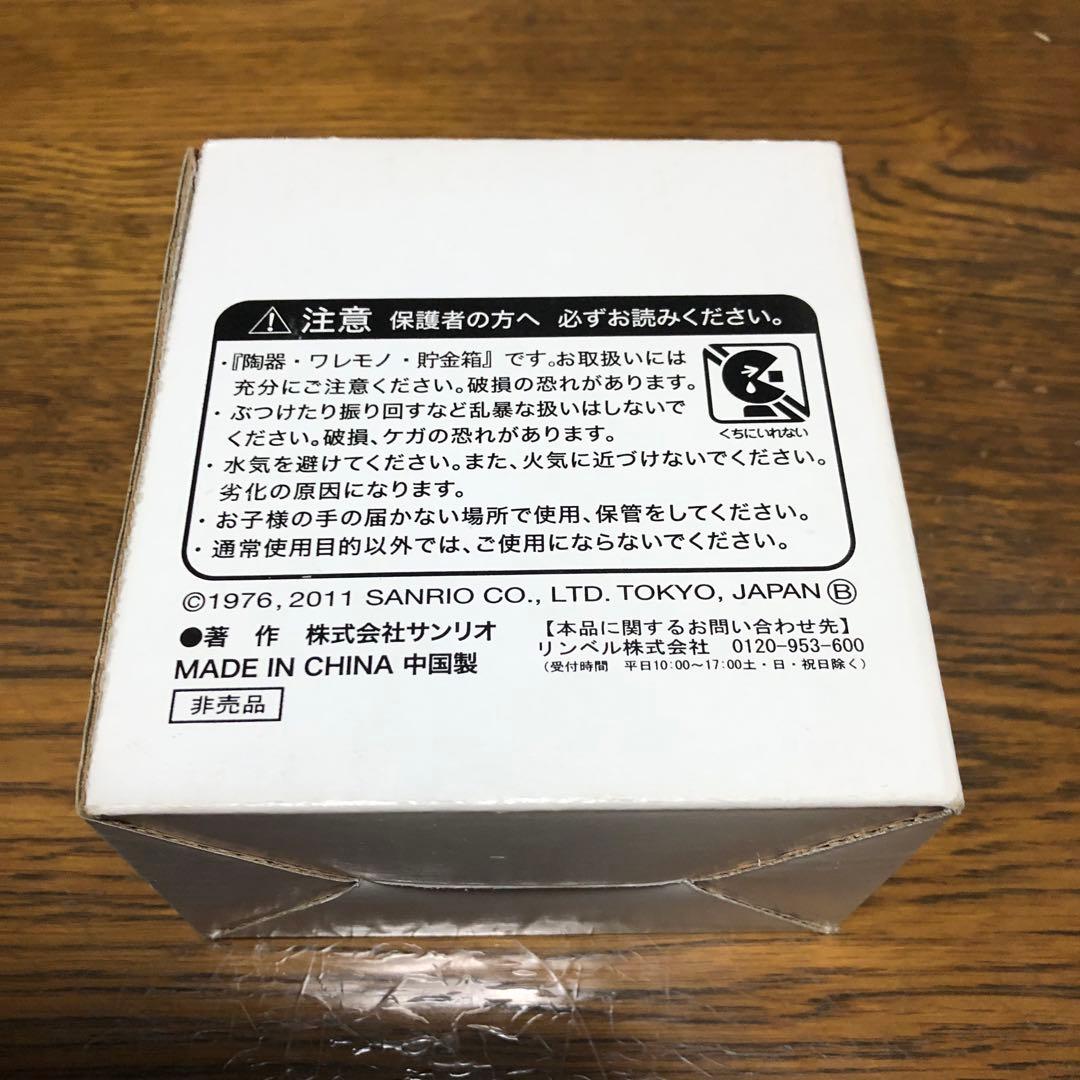 ⚠注意 保護者の方へ 必ずお読みください。
・『陶器・ワレモノ・貯金箱』です。お取扱いには
充分にご注意ください。破損の恐れがあります。
・ぶつけたり振り回すなど乱暴な扱いはしないで
ください。破損、ケガの恐れがあります。
くちにいれない
・水気を避けてください。また、火気に近づけないでください。
劣化の原因になります。
・お子様の手の届かない場所で使用、保管をしてください。
・通常使用目的以外では、ご使用にならないでください。
©1976, 2011 SANRIO CO., LTD. TOKYO, JAPAN Ⓑ
●著 作 株式会社サンリオ
MADE IN CHINA 中国製
非売品
【本品に関するお問い合わせ先】
リンベル株式会社 0120-953-600
(受付時間 平日10:00〜17:00土・日・祝日除く)